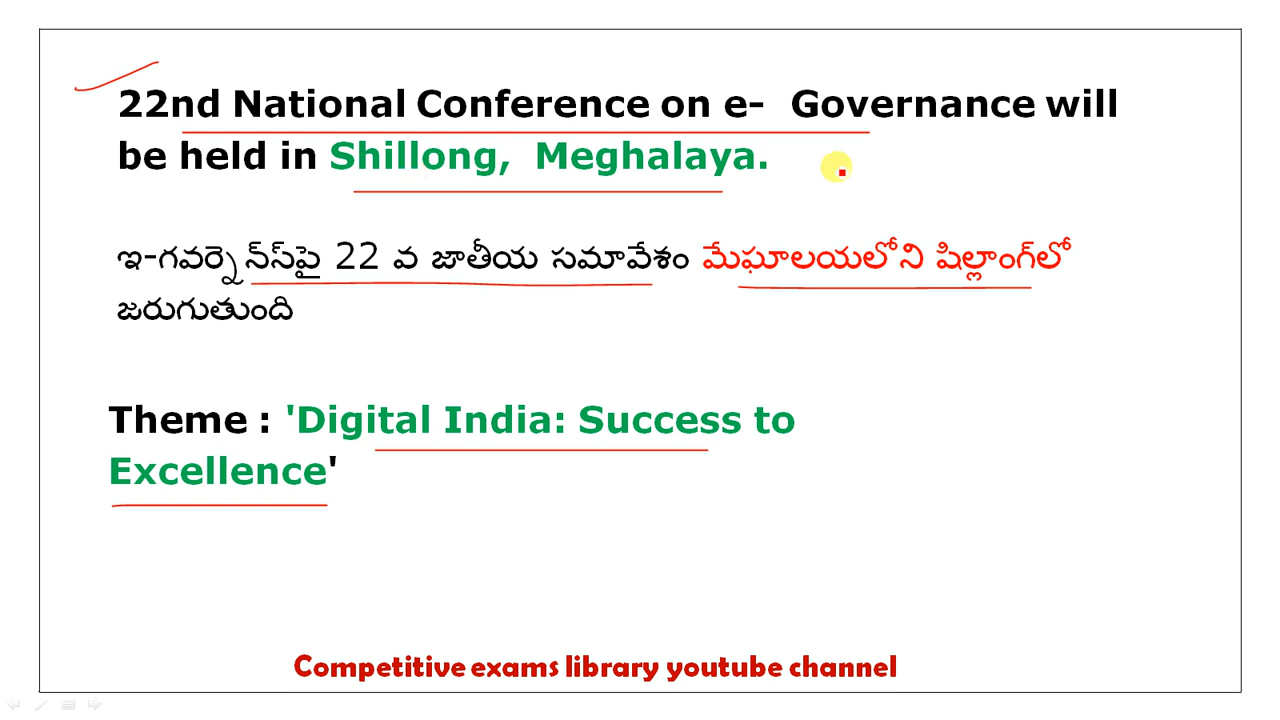 22nd National Conference on e- Governance will
be held in Shillong, Meghalaya.
ఇ-గవర్నెన్స్‌పై 22 వ జాతీయ సమావేశం మేఘాలయలోని షిల్లాంగ్‌లో
జరుగుతుంది
Theme : 'Digital India: Success to
Excellence'
Competitive exams library youtube channel